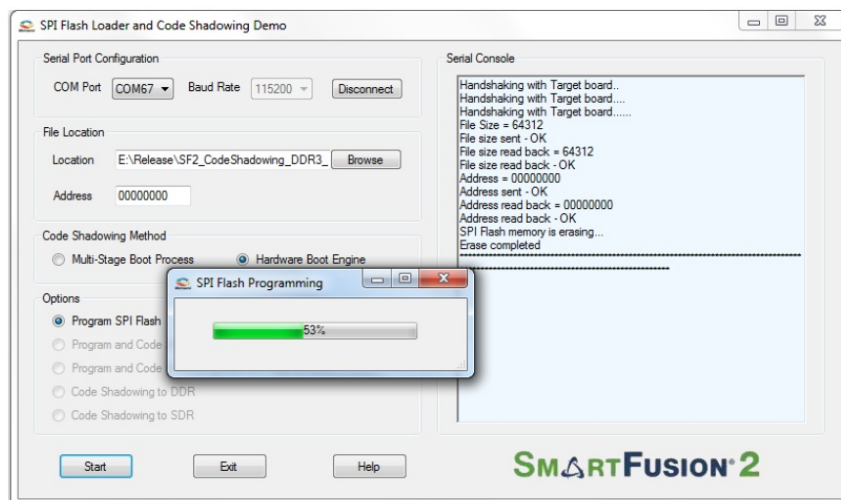 SPI Flash Loader and Code Shadowing Demo
Serial Port Configuration
COM Port COM67 Baud Rate 115200 Disconnect
File Location
Location E:\Release\SF2_CodeShadowing_DDR3_ Browse
Address 00000000
Code Shadowing Method
Multi-Stage Boot Process Hardware Boot Engine
Options
Program SPI Flash
Program and Code
Program and Code
Code Shadowing to DDR
Code Shadowing to SDR
Start Exit Help
SPI Flash Programming
53%
Serial Console
Handshaking with Target board..
Handshaking with Target board....
Handshaking with Target board......
File Size = 64312
File size sent - OK
File size read back = 64312
File size read back - OK
Address = 00000000
Address sent - OK
Address read back = 00000000
Address read back - OK
SPI Flash memory is erasing...
Erase completed
SMARTFUSION®2